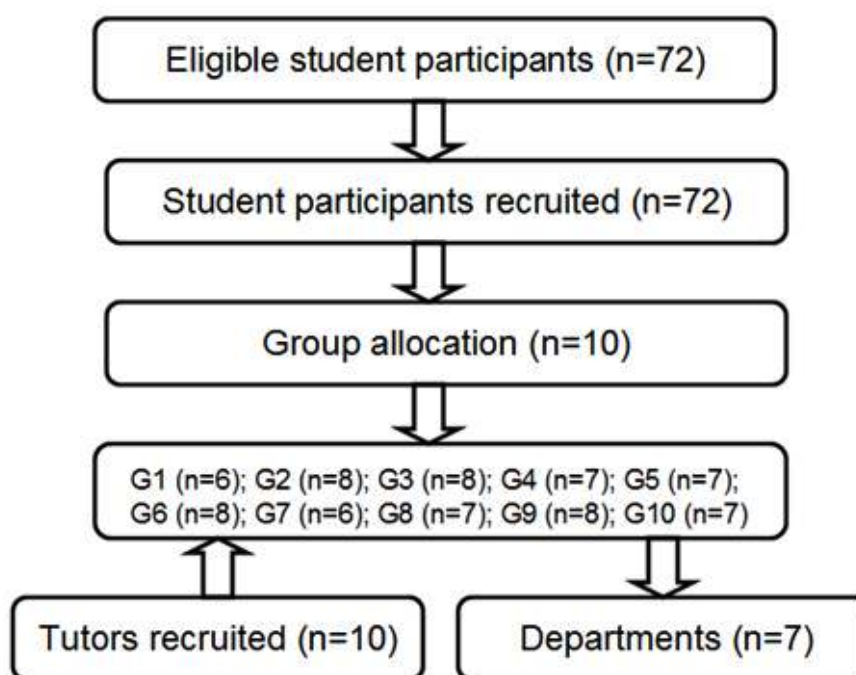 Eligible student participants (n=72)
Student participants recruited (n=72)
Group allocation (n=10)
G1 (n=6); G2 (n=8); G3 (n=8); G4 (n=7); G5 (n=7);
G6 (n=8); G7 (n=6); G8 (n=7); G9 (n=8); G10 (n=7)
Tutors recruited (n=10)
Departments (n=7)